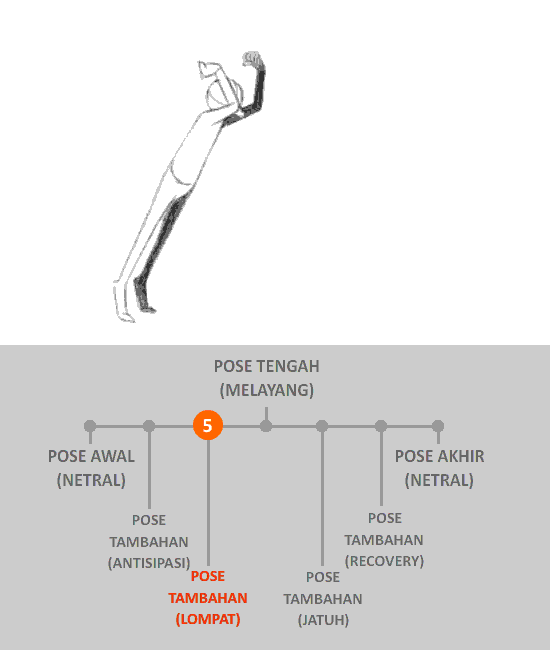 POSE TENGAH
(MELAYANG)
5
POSE AWAL
(NETRAL)
POSE AKHIR
(NETRAL)
POSE
TAMBAHAN
(ANTISIPASI)
POSE
TAMBAHAN
(RECOVERY)
POSE
TAMBAHAN
(LOMPAT)
POSE
TAMBAHAN
(JATUH)